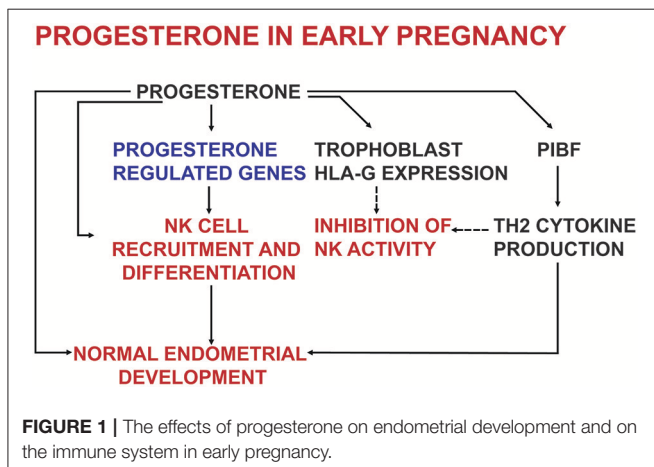 PROGESTERONE IN EARLY PREGNANCY
PROGESTERONE
PROGESTERONE
REGULATED GENES
TROPHOBLAST
HLA-G EXPRESSION
PIBF
NK CELL
RECRUITMENT AND
DIFFERENTIATION
INHIBITION OF
NK ACTIVITY
TH2 CYTOKINE
PRODUCTION
NORMAL ENDOMETRIAL
DEVELOPMENT
FIGURE 1 | The effects of progesterone on endometrial development and on
the immune system in early pregnancy.